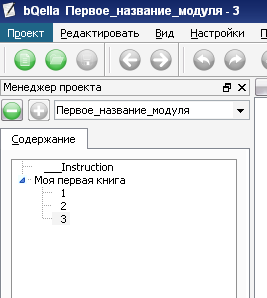 bQella Первое_название_модуля - 3
Проект Редактировать Вид Настройки
Менеджер проекта
Первое_название_модуля
Содержание
___Instruction
Моя первая книга
1
2
3